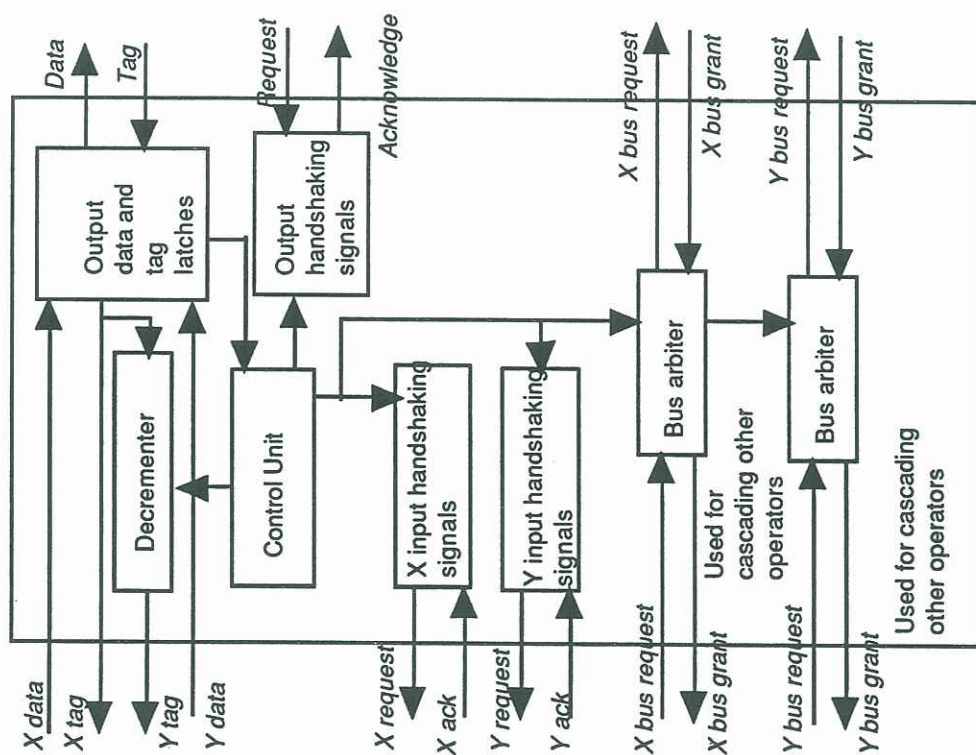 Data
Tag
Request
Acknowledge
X bus request
X bus grant
Y bus request
Y bus grant
Output
data and
tag
latches
Output
handshaking
signals
Decrementer
Control Unit
X input handshaking
signals
Y input handshaking
signals
Bus arbiter
Bus arbiter
Used for
cascading other
operators
Used for cascading
other operators
X data
X tag
Y tag
Y data
X request
X ack
Y request
Y ack
X bus request
X bus grant
Y bus request
Y bus grant